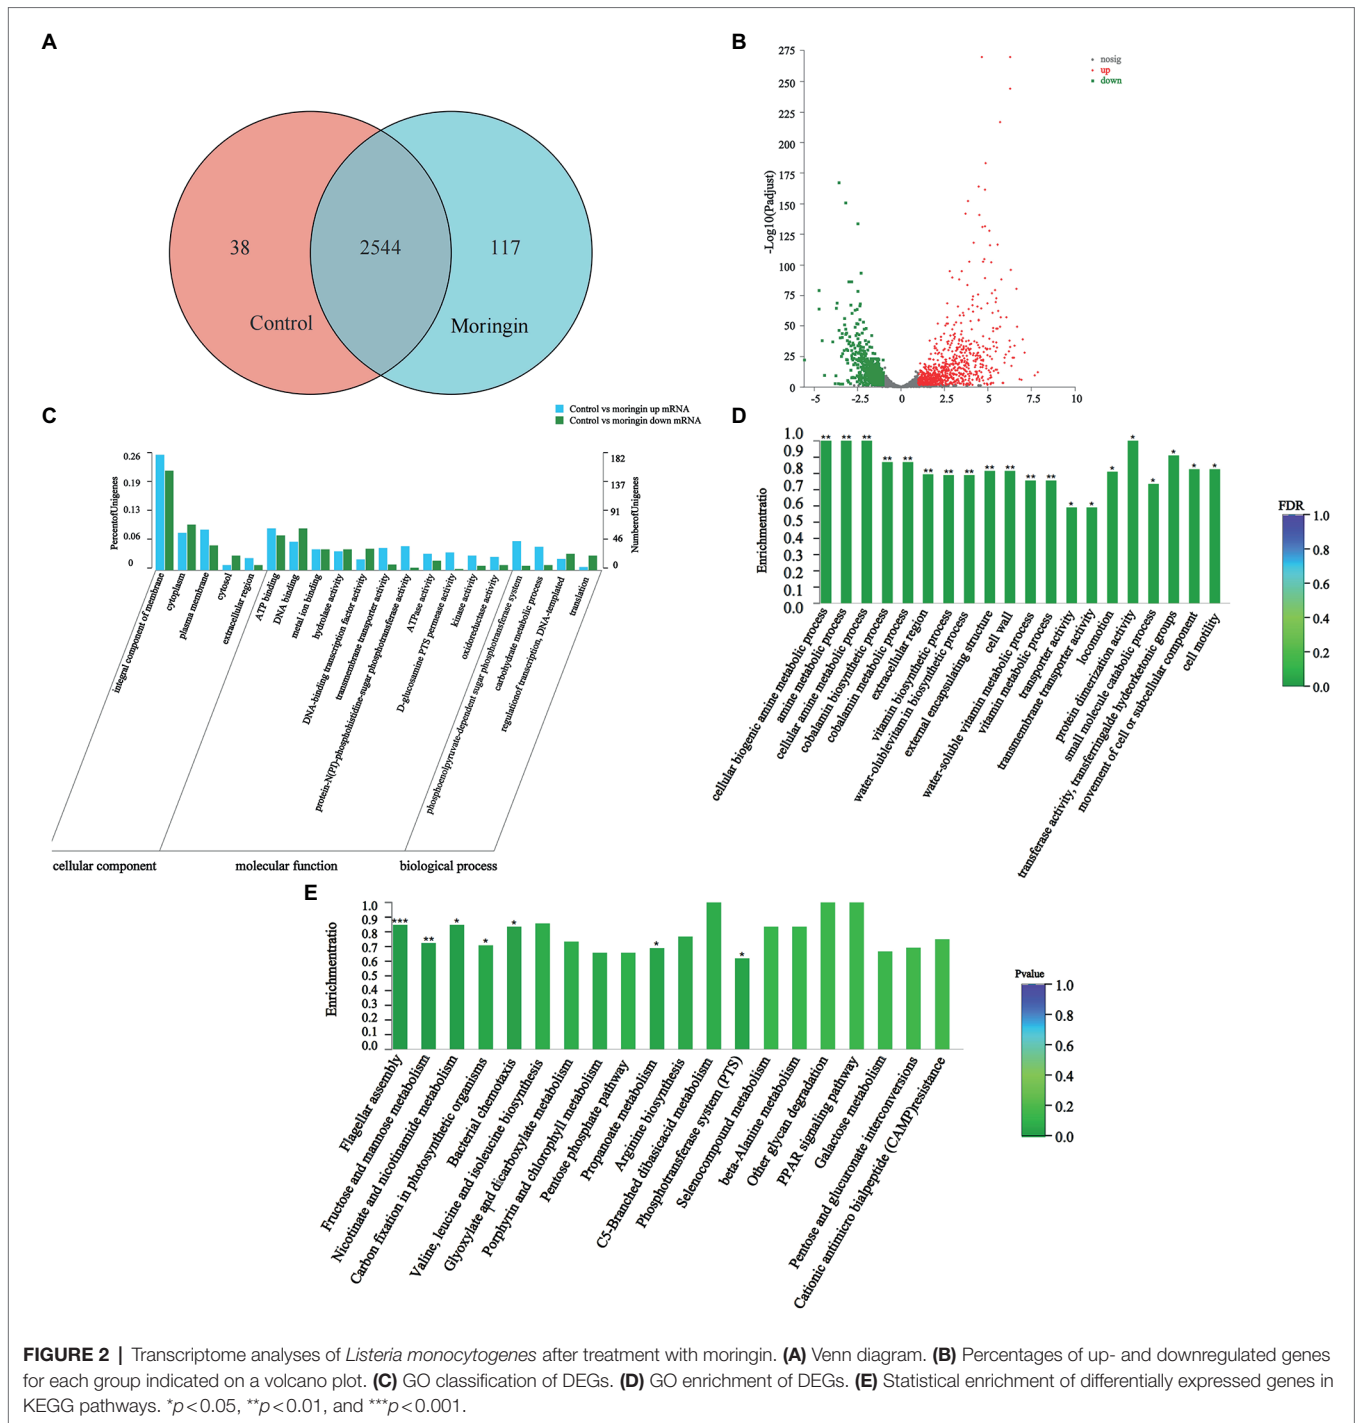 A
38
2544
117
Control
Moringin
B
275
250
225
200
175
150
125
100
75
50
25
0
-Log10(Padjust)
-5
-2.5
0
2.5
5
7.5
10
nosig
up
down
C
Control vs moringin up mRNA
Control vs moringin down mRNA
PercentofUnigenes
0.26
0.19
0.13
0.06
0
NumberofUnigenes
182
137
91
46
0
integral component of membrane
cytoplasm
plasma membrane
cytosol
extracellular region
ATP binding
DNA binding
metal ion binding
hydrolase activity
DNA-binding transcription factor activity
transmembrane transporter activity
protein-N(PI)-phosphohistidine-sugar phosphotransferase activity
ATPase activity
D-glucosamine PTS permease activity
kinase activity
oxidoreductase activity
phosphoenolpyruvate-dependent sugar phosphotransferase system
carbohydrate metabolic process
regulationof transcription, DNA-templated
translation
cellular component
molecular function
biological process
D
Enrichmentratio
1.0
0.9
0.8
0.7
0.6
0.5
0.4
0.3
0.2
0.1
0.0
** ** ** ** ** ** ** ** ** ** ** ** * * * * * * * *
cellular biogenic amine metabolic process
amine metabolic process
cellular amine metabolic process
cobalamin biosynthetic process
cobalamin metabolic process
extracellular region
vitamin biosynthetic process
water-olublevitam in biosynthetic process
external encapsulating structure
cell wall
water-soluble vitamin metabolic process
vitamin metabolic process
transporter activity
transmembrane transporter activity
locomotion
protein dimerization activity
small molecule catabolic process
transferase activity, transferringalde hydeorketonic groups
movement of cell or subcellular component
cell motility
FDR
1.0
0.8
0.6
0.4
0.2
0.0
E
Enrichmentratio
1.0
0.9
0.8
0.7
0.6
0.5
0.4
0.3
0.2
0.1
0.0
*** ** * * * * *
Flagellar assembly
Fructose and mannose metabolism
Nicotinate and nicotinamide metabolism
Carbon fixation in photosynthetic organisms
Bacterial chemotaxis
Valine, leucine and isoleucine biosynthesis
Glyoxylate and dicarboxylate metabolism
Porphyrin and chlorophyll metabolism
Pentose phosphate pathway
Propanoate metabolism
Arginine biosynthesis
C5-Branched dibasicacid metabolism
Phosphotransferase system (PTS)
Selenocompound metabolism
beta-Alanine metabolism
Other glycan degradation
PPAR signaling pathway
Galactose metabolism
Pentose and glucuronate interconversions
Cationic antimicro bialpeptide (CAMP)resistance
Pvalue
1.0
0.8
0.6
0.4
0.2
0.0
FIGURE 2 | Transcriptome analyses of Listeria monocytogenes after treatment with moringin. (A) Venn diagram. (B) Percentages of up- and downregulated genes
for each group indicated on a volcano plot. (C) GO classification of DEGs. (D) GO enrichment of DEGs. (E) Statistical enrichment of differentially expressed genes in
KEGG pathways. *p<0.05, **p<0.01, and ***p<0.001.